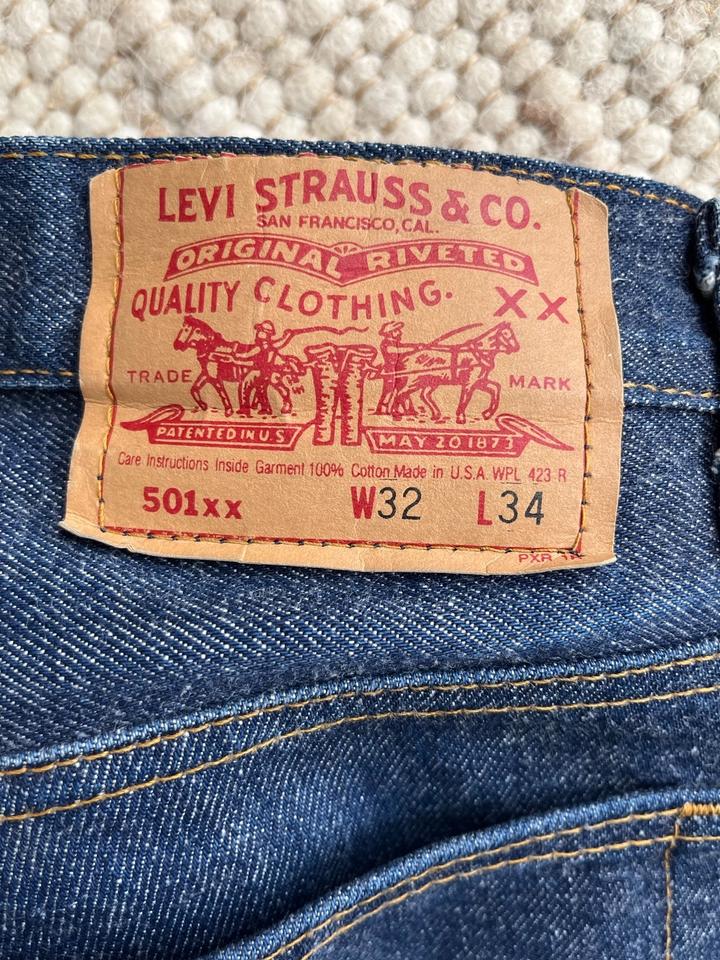 LEVI STRAUSS & CO.
SAN FRANCISCO, CAL.
ORIGINAL RIVETED
QUALITY CLOTHING.
XX
TRADE MARK
PATENTED IN U.S. MAY 20 1873
Care Instructions Inside Garment 100% Cotton Made in U.S.A. WPL 423 R
501xx W32 L34
PXR